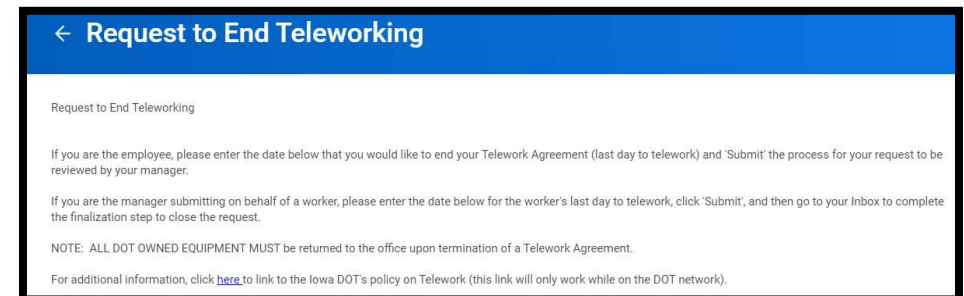 ← Request to End Teleworking
Request to End Teleworking
If you are the employee, please enter the date below that you would like to end your Telework Agreement (last day to telework) and 'Submit' the process for your request to be
reviewed by your manager.
If you are the manager submitting on behalf of a worker, please enter the date below for the worker's last day to telework, click 'Submit', and then go to your Inbox to complete
the finalization step to close the request.
NOTE: ALL DOT OWNED EQUIPMENT MUST be returned to the office upon termination of a Telework Agreement.
For additional information, click here to link to the Iowa DOT's policy on Telework (this link will only work while on the DOT network).